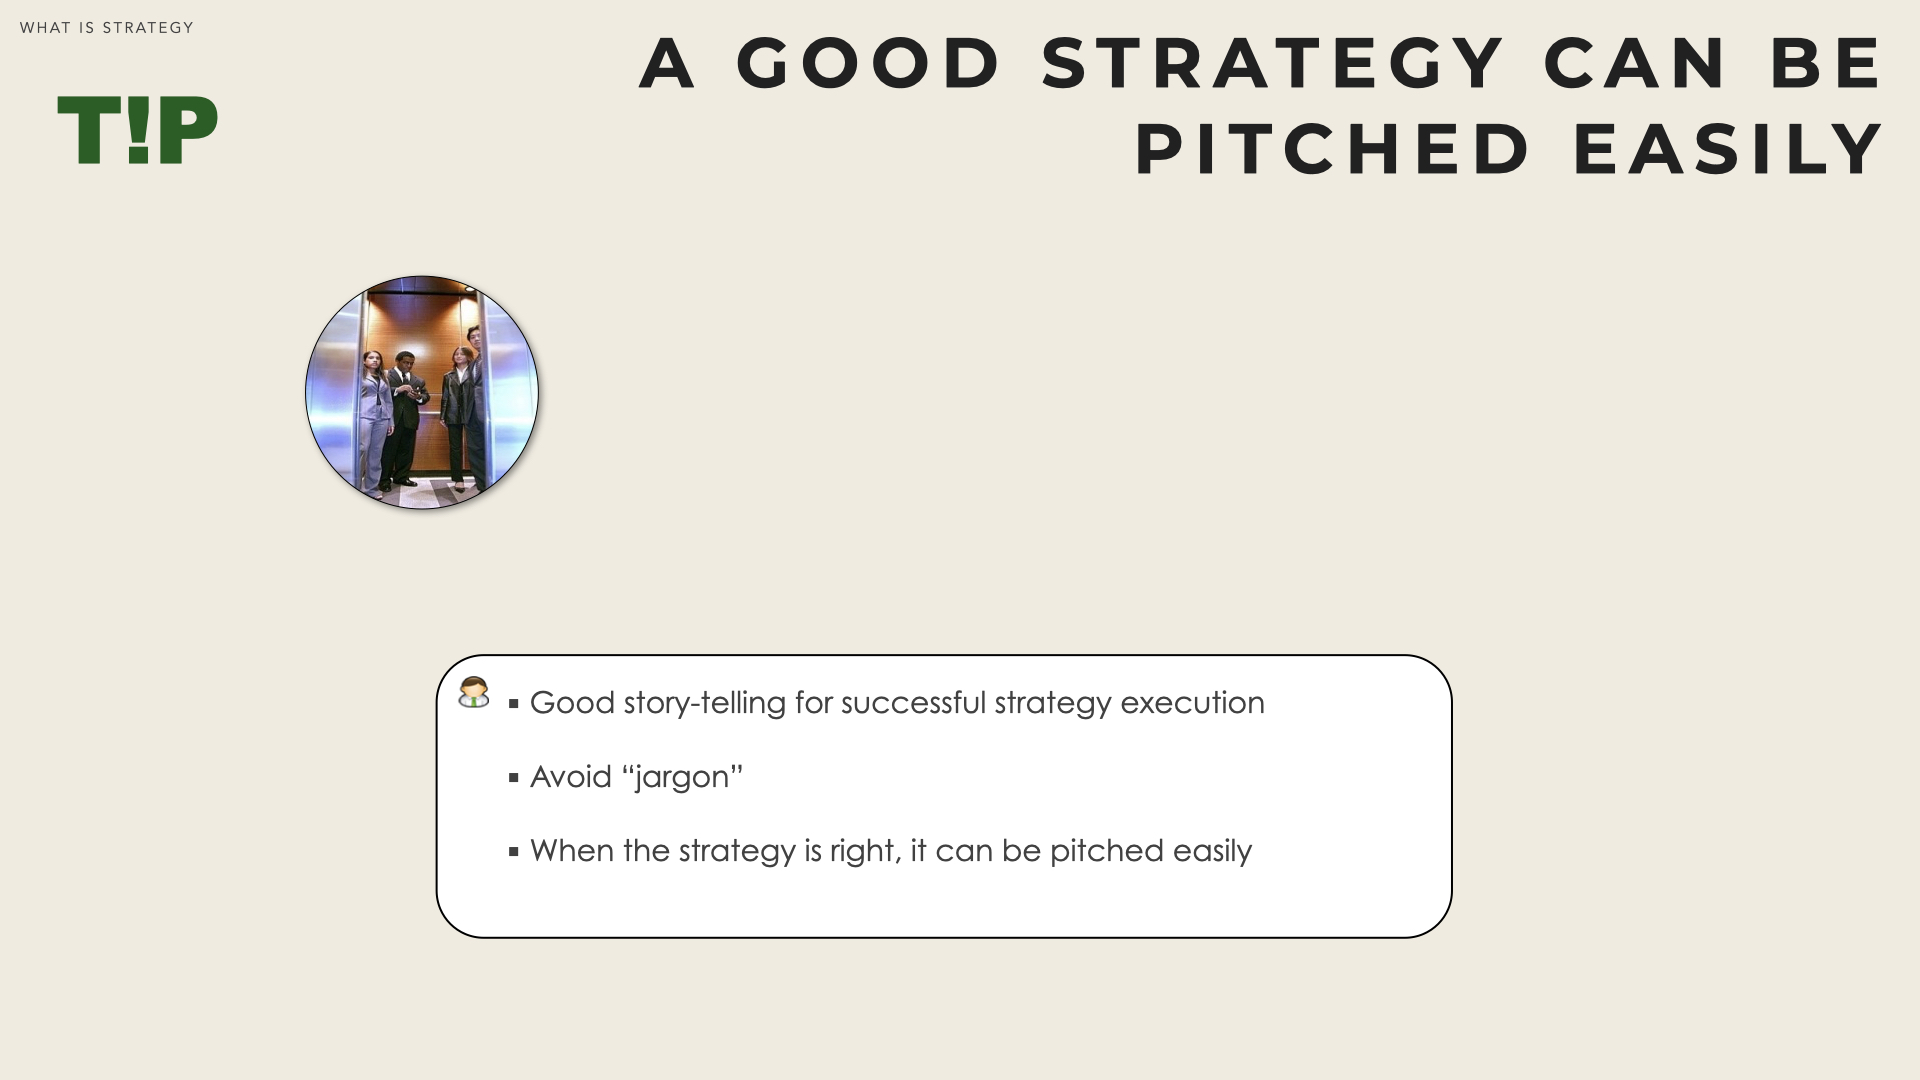 WHAT IS STRATEGY
T!P
A GOOD STRATEGY CAN BE
PITCHED EASILY
▪ Good story-telling for successful strategy execution
▪ Avoid “jargon”
▪ When the strategy is right, it can be pitched easily